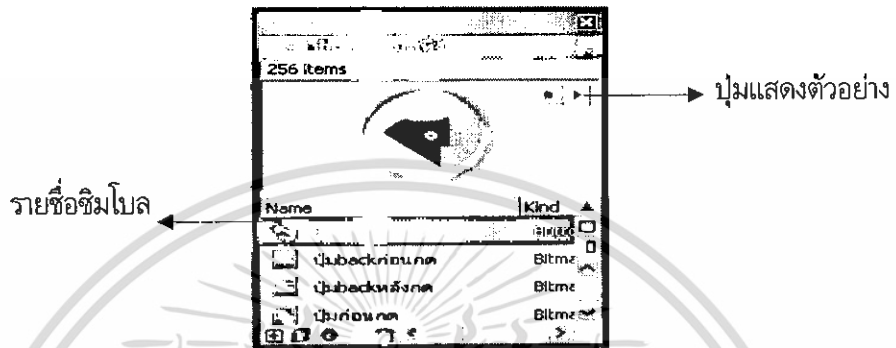 256 items
ปุ่มแสดงตัวอย่าง
รายชื่อซิมโบล
Name Kind
ปุ่มbackก่อนกด Bitma
ปุ่มbackหลังกด Bitma
ปุ่มก่อนกด Bitma